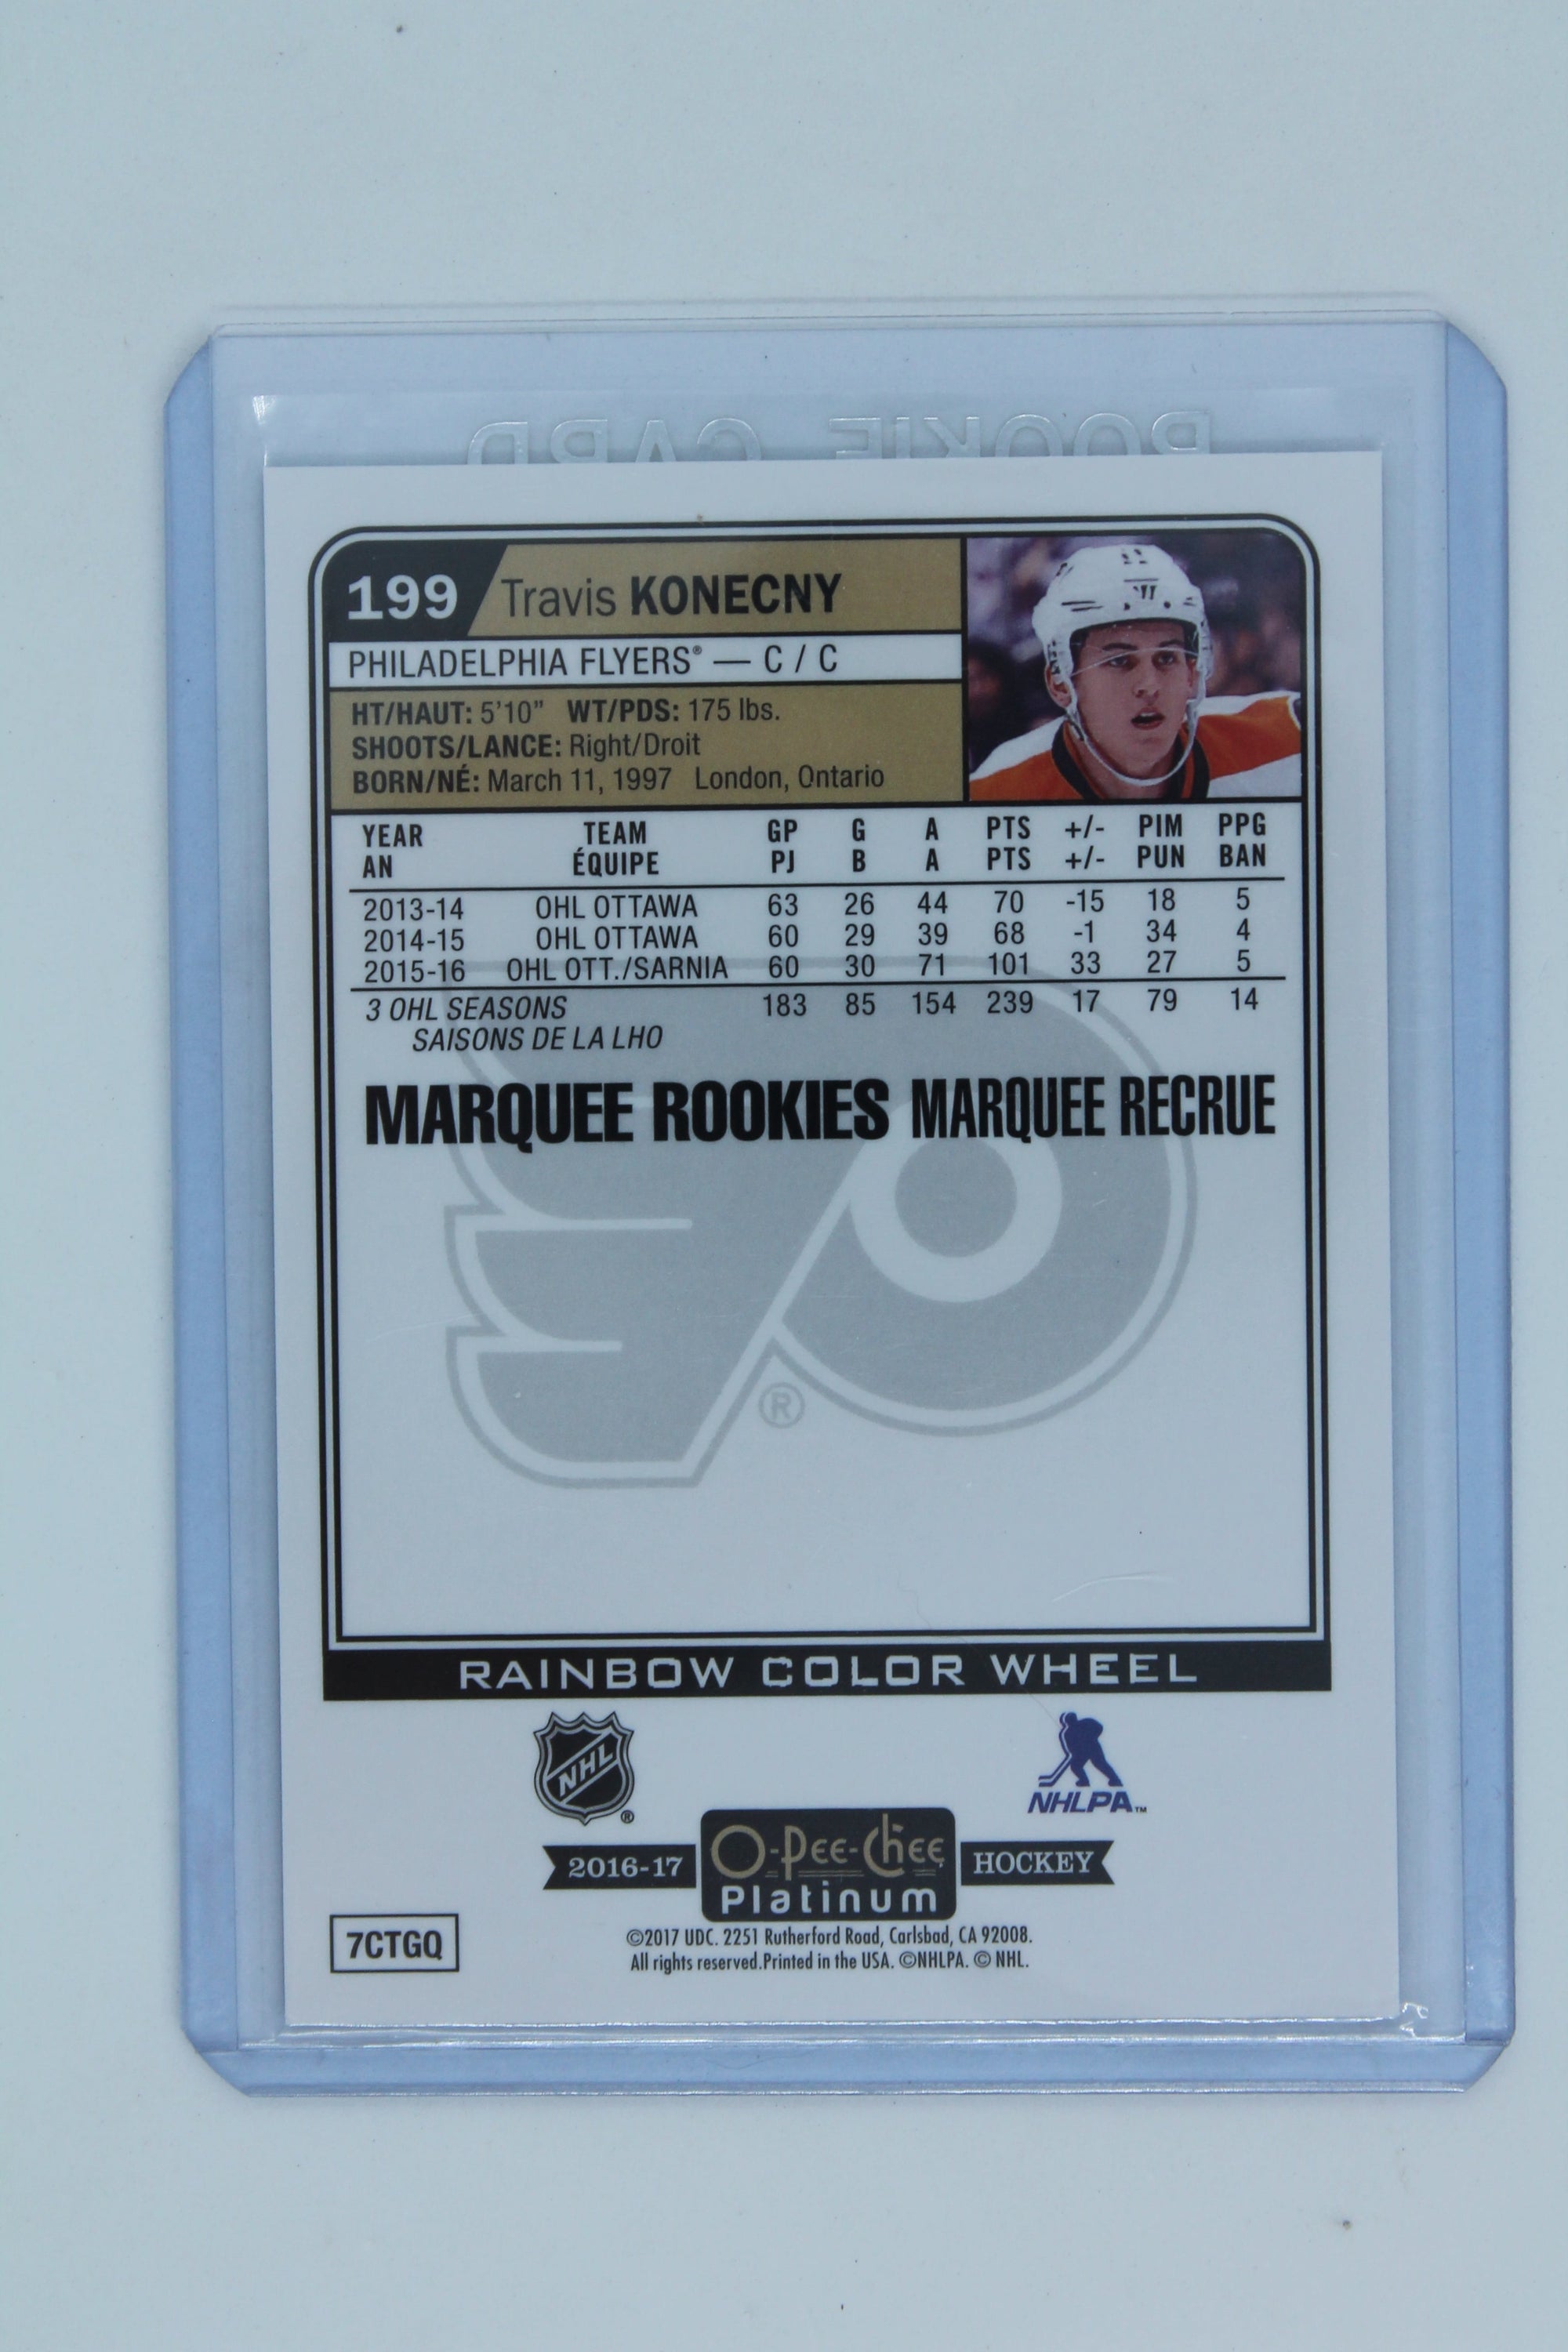 ROOKIE CARD
199 Travis KONECNY
PHILADELPHIA FLYERS® — C / C
HT/HAUT: 5'10" WT/PDS: 175 lbs.
SHOOTS/LANCE: Right/Droit
BORN/NÉ: March 11, 1997 London, Ontario
YEAR TEAM GP G A PTS +/- PIM PPG
AN ÉQUIPE PJ B A PTS +/- PUN BAN
2013-14 OHL OTTAWA 63 26 44 70 -15 18 5
2014-15 OHL OTTAWA 60 29 39 68 -1 34 4
2015-16 OHL OTT./SARNIA 60 30 71 101 33 27 5
3 OHL SEASONS 183 85 154 239 17 79 14
SAISONS DE LA LHO
MARQUEE ROOKIES MARQUEE RECRUE
®
RAINBOW COLOR WHEEL
NHL ®
NHLPA™
2016-17 O-Pee-Chee HOCKEY
Platinum
7CTGQ
©2017 UDC. 2251 Rutherford Road, Carlsbad, CA 92008.
All rights reserved.Printed in the USA. ©NHLPA. © NHL.